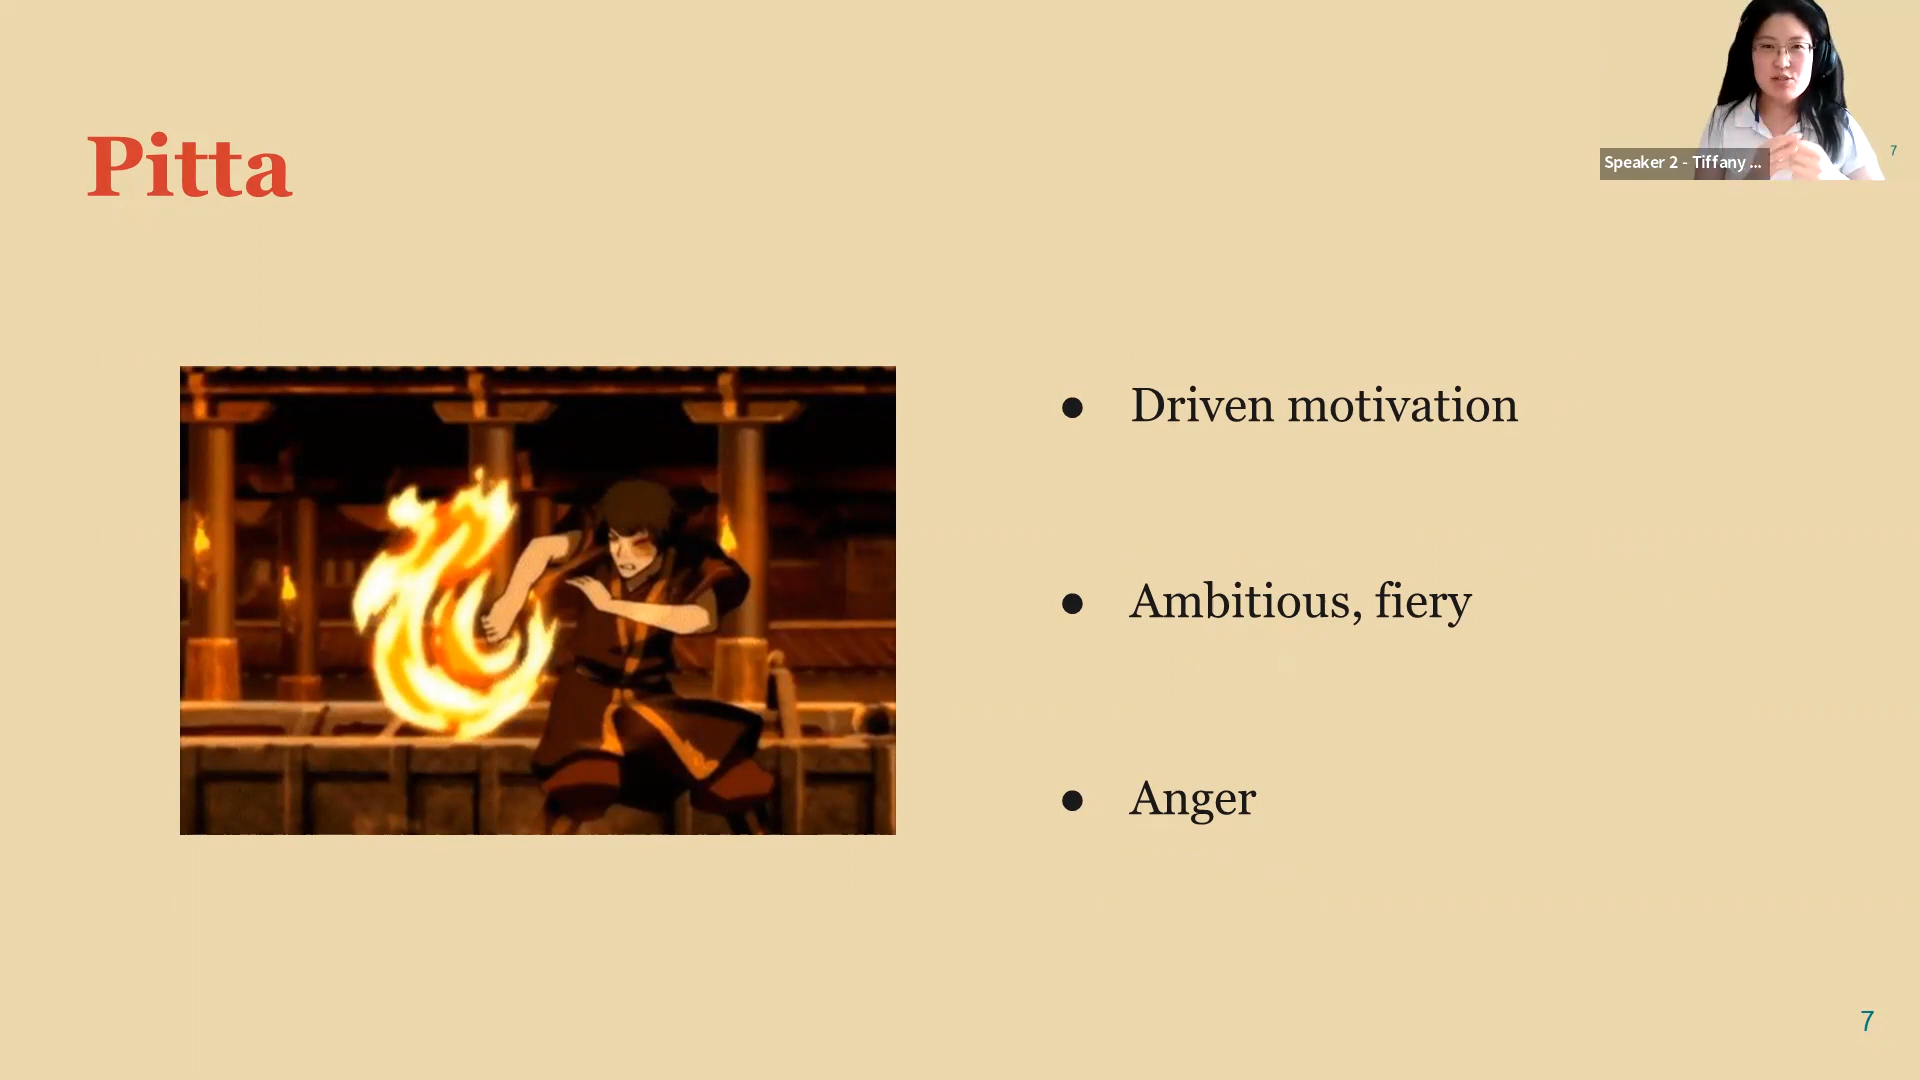 Pitta
Speaker 2 - Tiffany ...
7
● Driven motivation
● Ambitious, fiery
● Anger
7